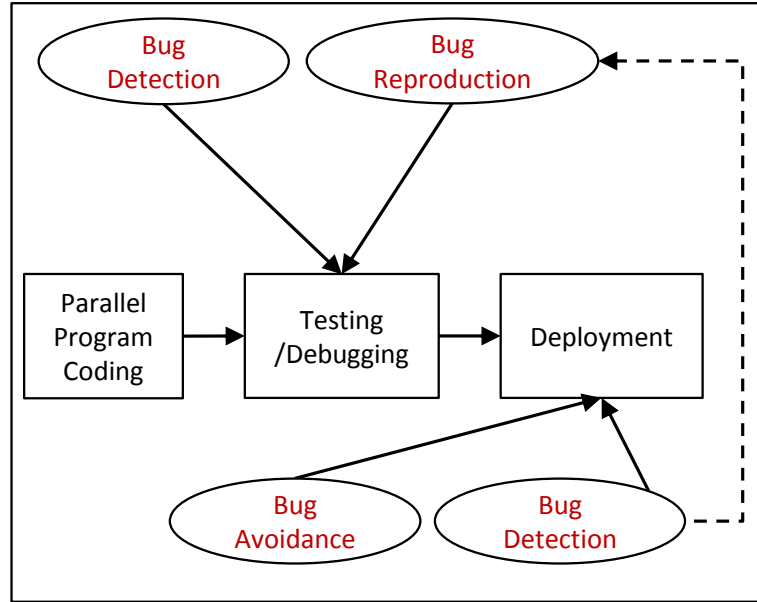 Bug
Detection
Bug
Reproduction
Parallel
Program
Coding
Testing
/Debugging
Deployment
Bug
Avoidance
Bug
Detection